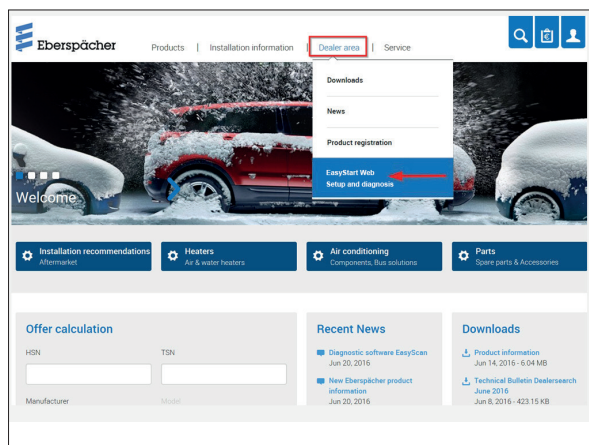 Eberspächer
Products | Installation information | Dealer area | Service
Downloads
News
Product registration
EasyStart Web
Setup and diagnosis
Welcome
Installation recommendations
Aftermarket
Heaters
Air & water heaters
Air conditioning
Components, Bus solutions
Parts
Spare parts & Accessories
Offer calculation
HSN
TSN
Manufacturer
Model
Recent News
Diagnostic software EasyScan
Jun 20, 2016
New Eberspächer product
information
Jun 20, 2016
Downloads
Product information
Jun 14, 2016 - 6.04 MB
Technical Bulletin Dealersearch
June 2016
Jun 8, 2016 - 423.15 KB